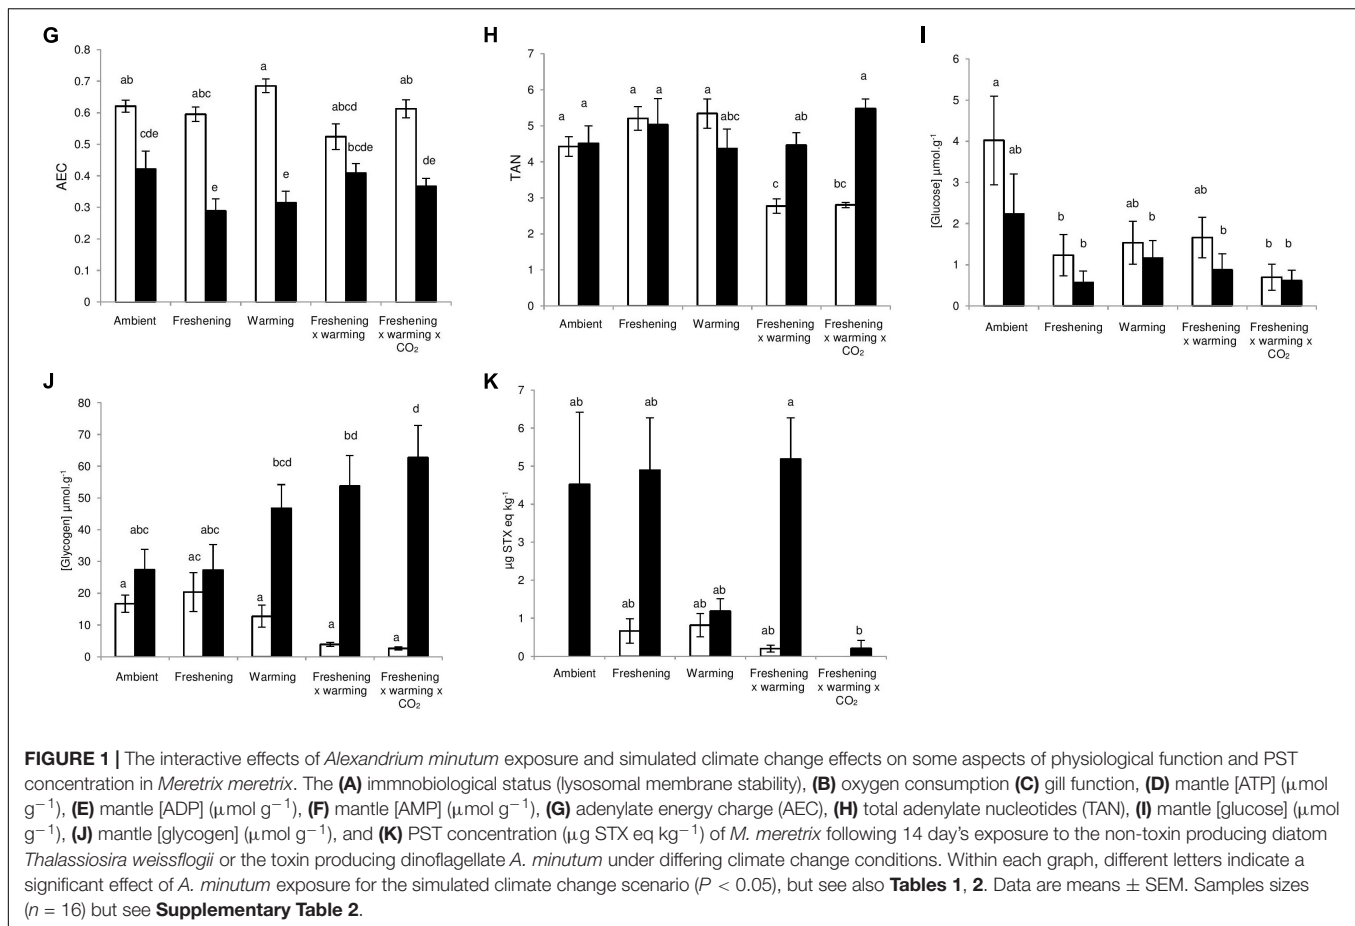 G
0.8
0.7
0.6
0.5
0.4
0.3
0.2
0.1
0
AEC
ab
cde
abc
e
a
e
abcd
bcde
ab
de
Ambient
Freshening
Warming
Freshening
x warming
Freshening
x warming x
CO₂
H
7
6
5
4
3
2
1
0
TAN
a
a
a
a
a
abc
c
ab
bc
a
Ambient
Freshening
Warming
Freshening
x warming
Freshening
x warming x
CO₂
I
6
5
4
3
2
1
0
[Glucose] µmol.g⁻¹
a
ab
b
b
ab
b
ab
b
b
b
Ambient
Freshening
Warming
Freshening
x warming
Freshening
x warming x
CO₂
J
80
70
60
50
40
30
20
10
0
[Glycogen] µmol.g⁻¹
a
abc
ac
abc
a
bcd
a
bd
a
d
Ambient
Freshening
Warming
Freshening
x warming
Freshening
x warming x
CO₂
K
7
6
5
4
3
2
1
0
µg STX eq kg⁻¹
ab
ab
ab
ab
ab
ab
a
b
Ambient
Freshening
Warming
Freshening
x warming
Freshening
x warming x
CO₂
FIGURE 1 | The interactive effects of Alexandrium minutum exposure and simulated climate change effects on some aspects of physiological function and PST
concentration in Meretrix meretrix. The (A) immnobiological status (lysosomal membrane stability), (B) oxygen consumption (C) gill function, (D) mantle [ATP] (µmol
g⁻¹), (E) mantle [ADP] (µmol g⁻¹), (F) mantle [AMP] (µmol g⁻¹), (G) adenylate energy charge (AEC), (H) total adenylate nucleotides (TAN), (I) mantle [glucose] (µmol
g⁻¹), (J) mantle [glycogen] (µmol g⁻¹), and (K) PST concentration (µg STX eq kg⁻¹) of M. meretrix following 14 day's exposure to the non-toxin producing diatom
Thalassiosira weissflogii or the toxin producing dinoflagellate A. minutum under differing climate change conditions. Within each graph, different letters indicate a
significant effect of A. minutum exposure for the simulated climate change scenario (P < 0.05), but see also Tables 1, 2. Data are means ± SEM. Samples sizes
(n = 16) but see Supplementary Table 2.